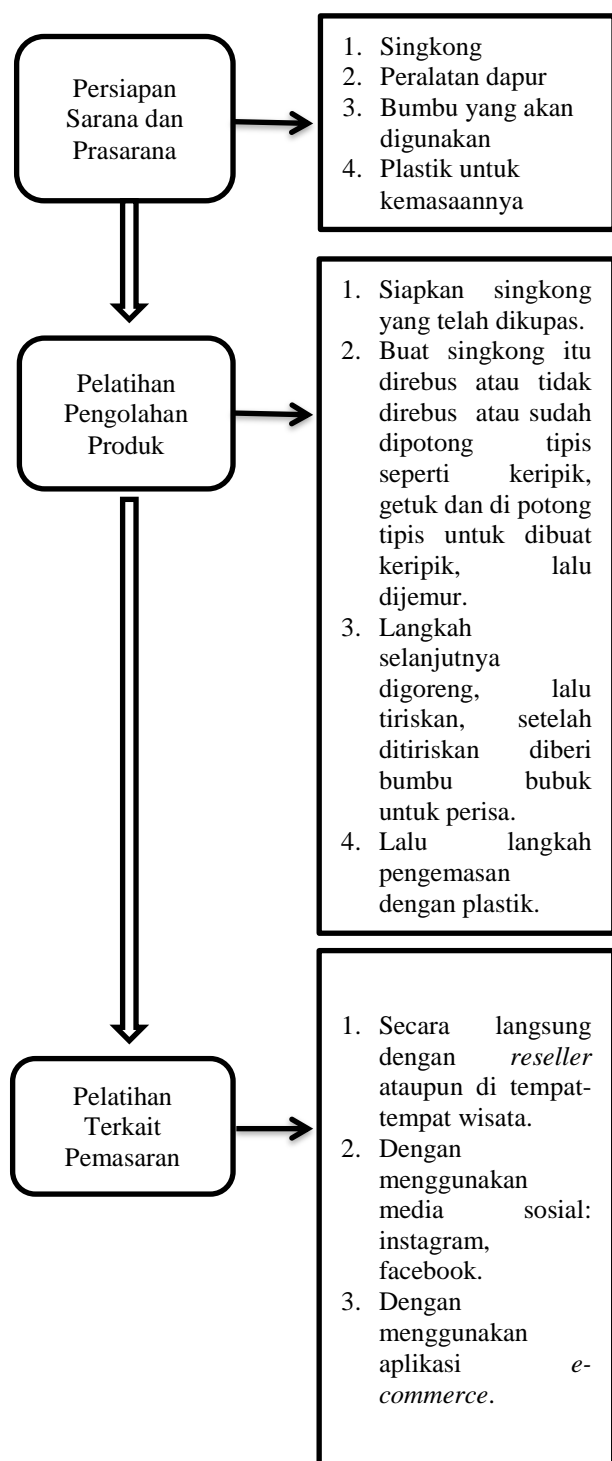 Persiapan
Sarana dan
Prasarana
1. Singkong
2. Peralatan dapur
3. Bumbu yang akan
digunakan
4. Plastik untuk
kemasaannya
Pelatihan
Pengolahan
Produk
1. Siapkan singkong
yang telah dikupas.
2. Buat singkong itu
direbus atau tidak
direbus atau sudah
dipotong tipis
seperti keripik,
getuk dan di potong
tipis untuk dibuat
keripik, lalu
dijemur.
3. Langkah
selanjutnya
digoreng, lalu
tiriskan, setelah
ditiriskan diberi
bumbu bubuk
untuk perisa.
4. Lalu langkah
pengemasan
dengan plastik.
Pelatihan
Terkait
Pemasaran
1. Secara langsung
dengan reseller
ataupun di tempat-
tempat wisata.
2. Dengan
menggunakan
media sosial:
instagram,
facebook.
3. Dengan
menggunakan
aplikasi e-
commerce.